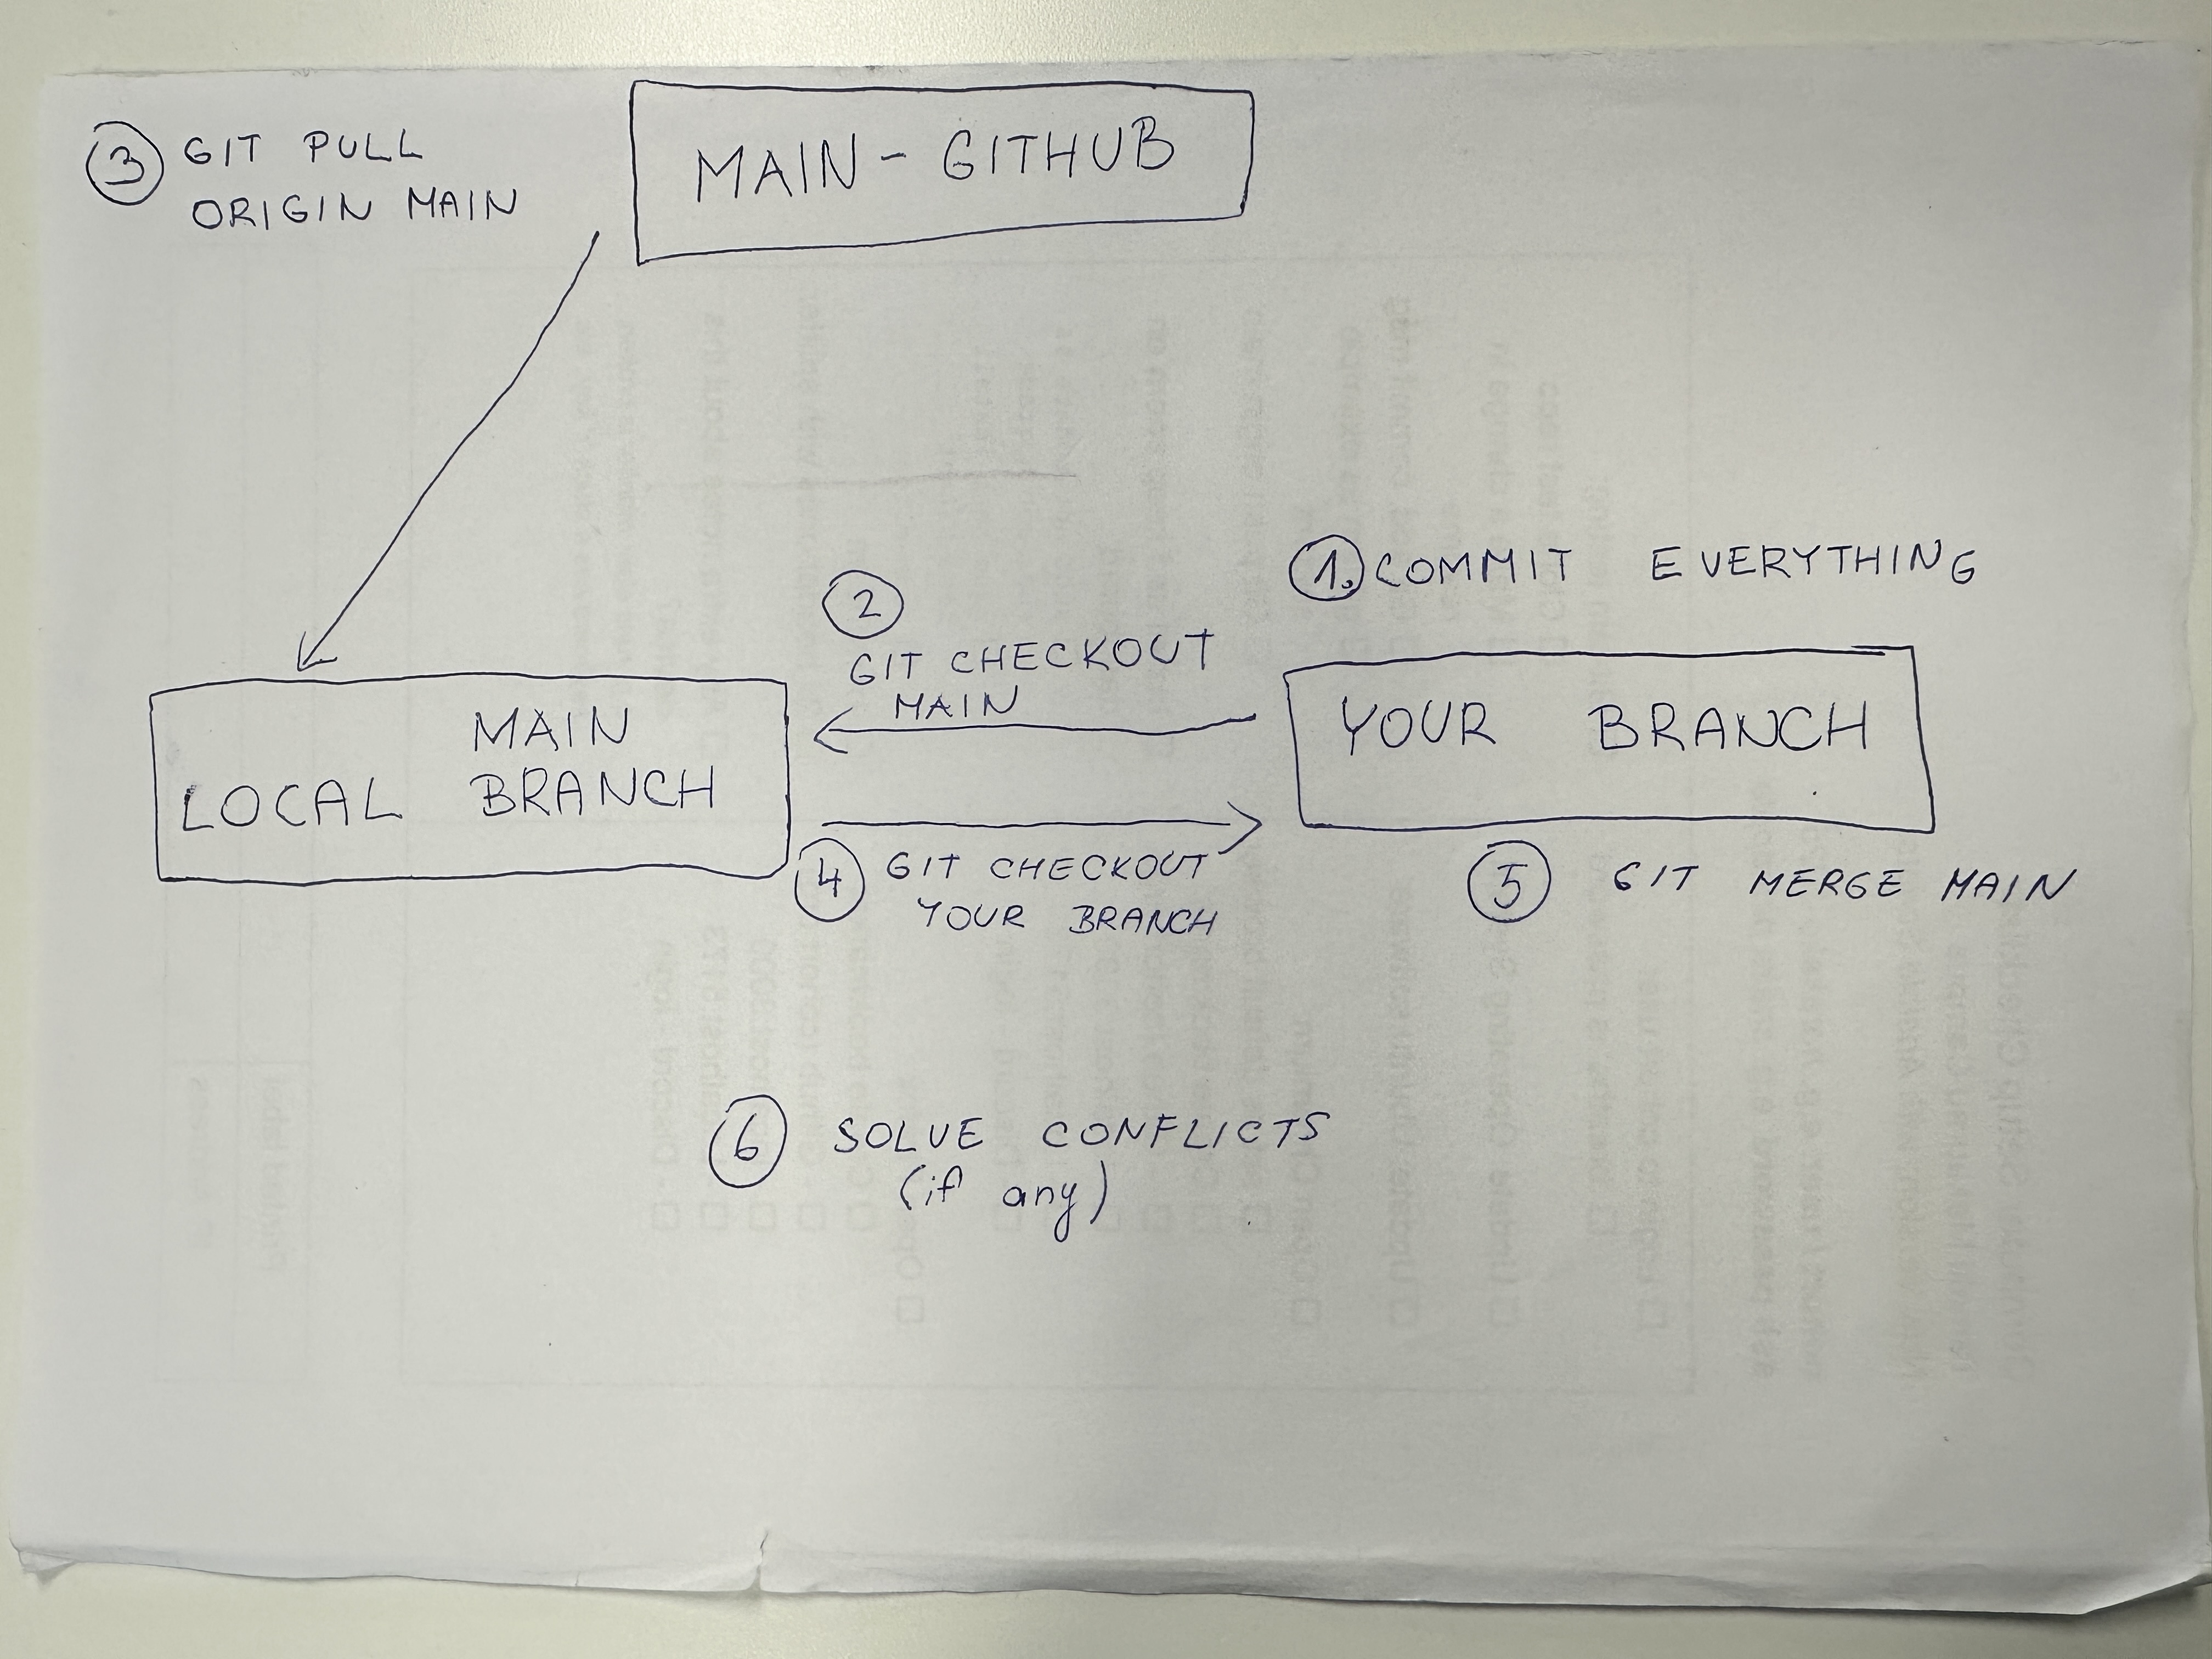 3 GIT PULL
ORIGIN MAIN
MAIN - GITHUB
1. COMMIT EVERYTHING
2
GIT CHECKOUT
MAIN
MAIN
LOCAL BRANCH
YOUR BRANCH
4 GIT CHECKOUT
YOUR BRANCH
5 GIT MERGE MAIN
6 SOLVE CONFLICTS
(if any)